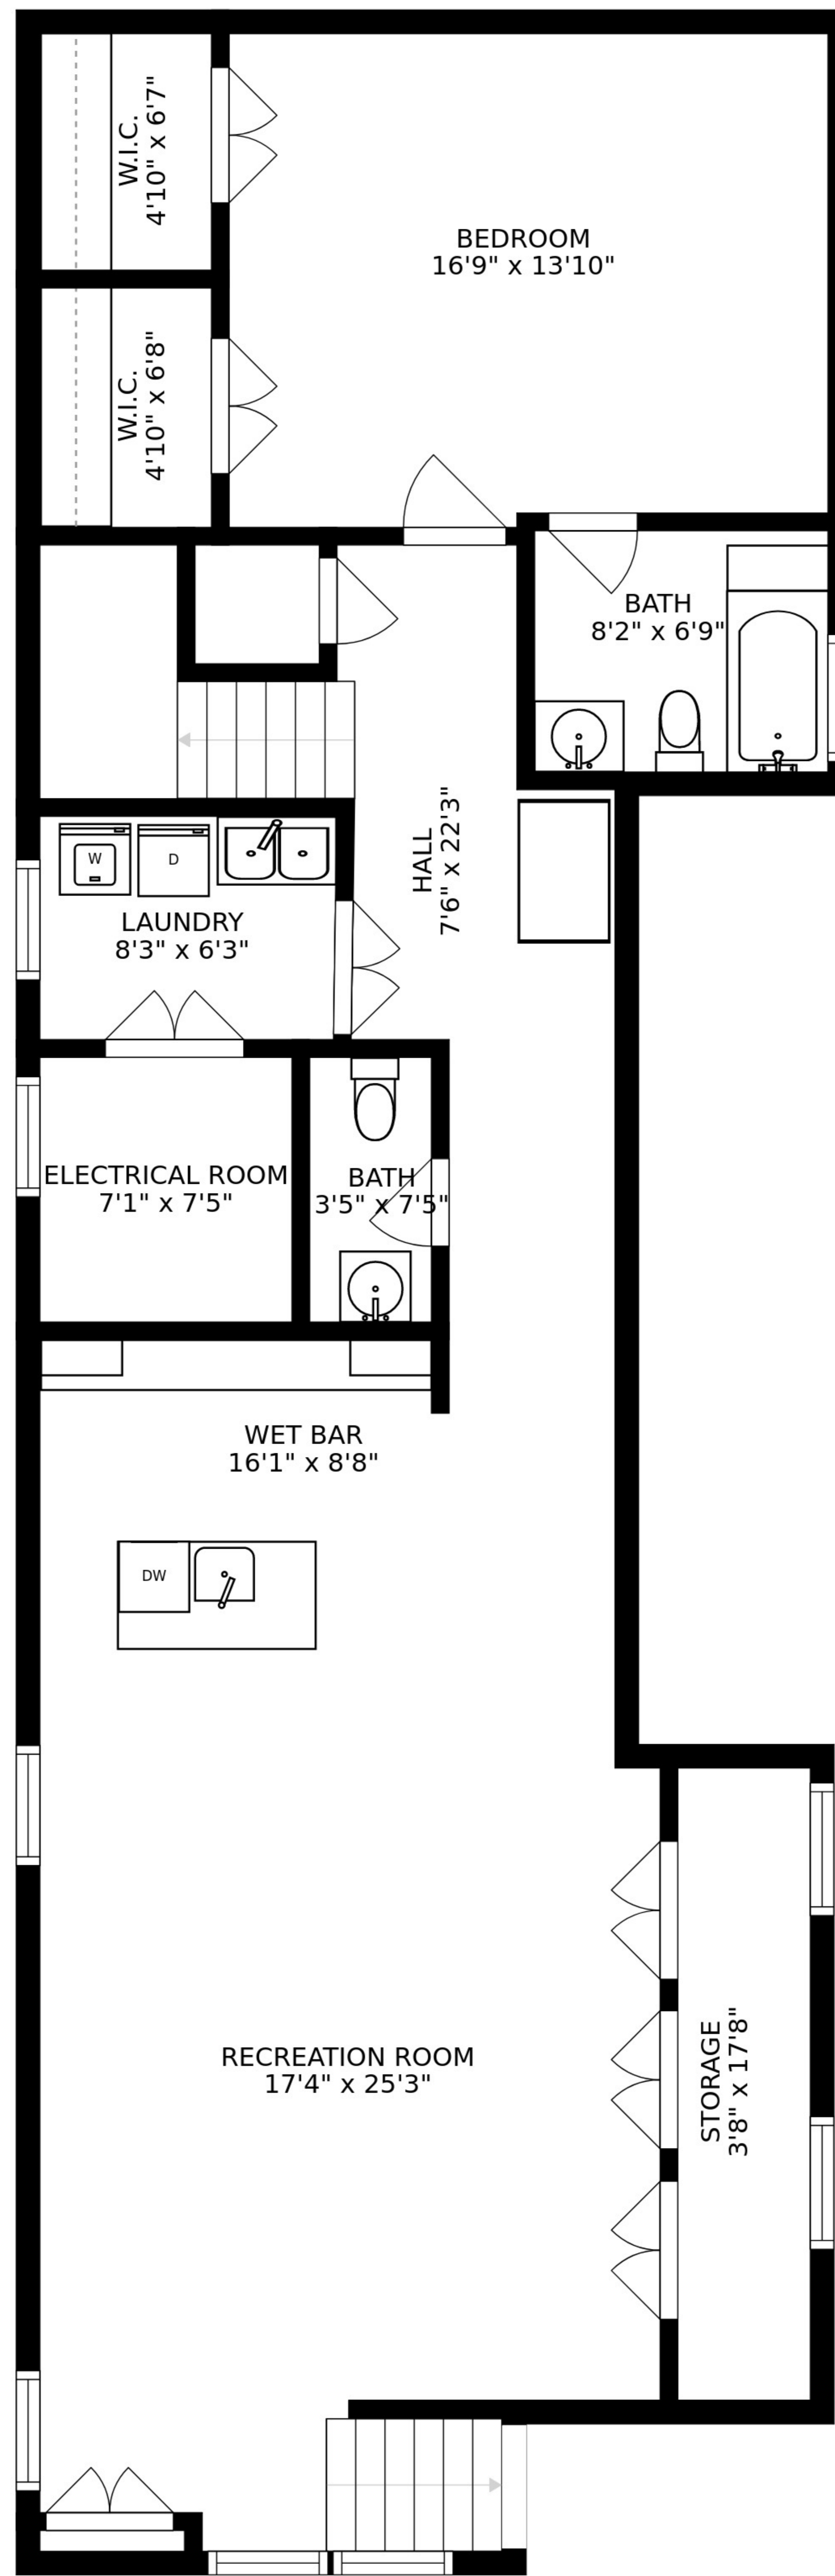 W.I.C.
4'10" x 6'7"
BEDROOM
16'9" x 13'10"
W.I.C.
4'10" x 6'8"
BATH
8'2" x 6'9"
HALL
7'6" x 22'3"
W
D
LAUNDRY
8'3" x 6'3"
ELECTRICAL ROOM
7'1" x 7'5"
BATH
3'5" x 7'5"
WET BAR
16'1" x 8'8"
DW
RECREATION ROOM
17'4" x 25'3"
STORAGE
3'8" x 17'8"